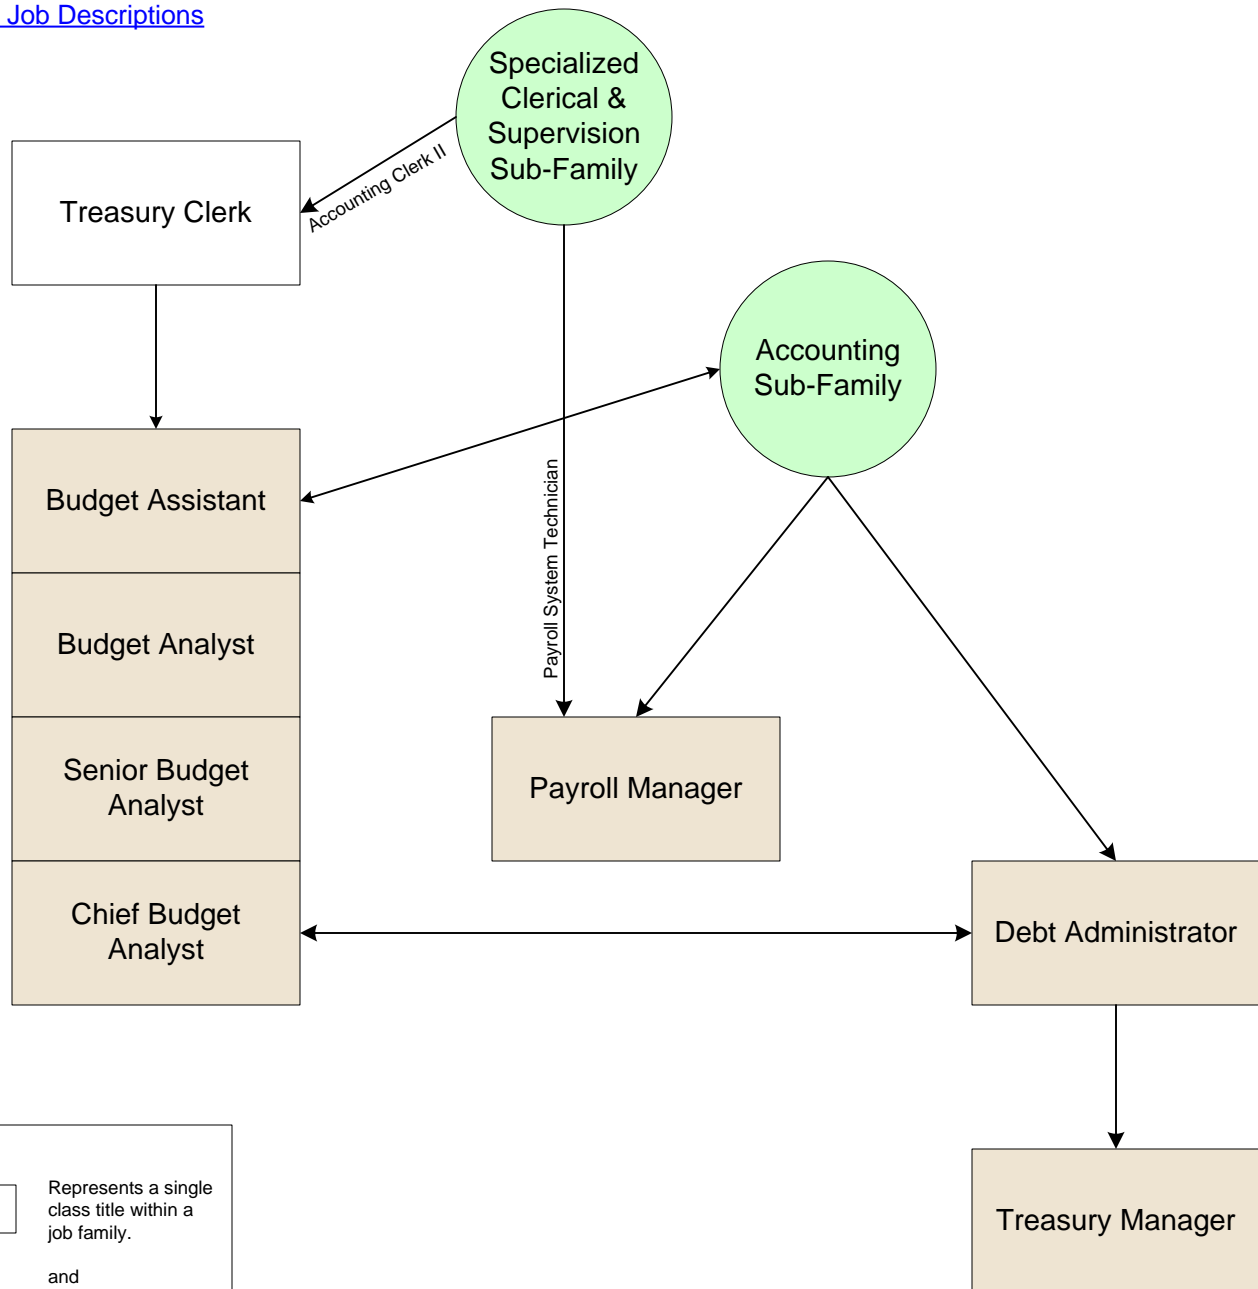 Job Descriptions
Specialized
Clerical &
Supervision
Sub-Family
Accounting Clerk II
Treasury Clerk
Accounting
Sub-Family
Budget Assistant
Payroll System Technician
Budget Analyst
Senior Budget
Analyst
Payroll Manager
Chief Budget
Analyst
Debt Administrator
Represents a single
class title within a
job family.
and
Treasury Manager